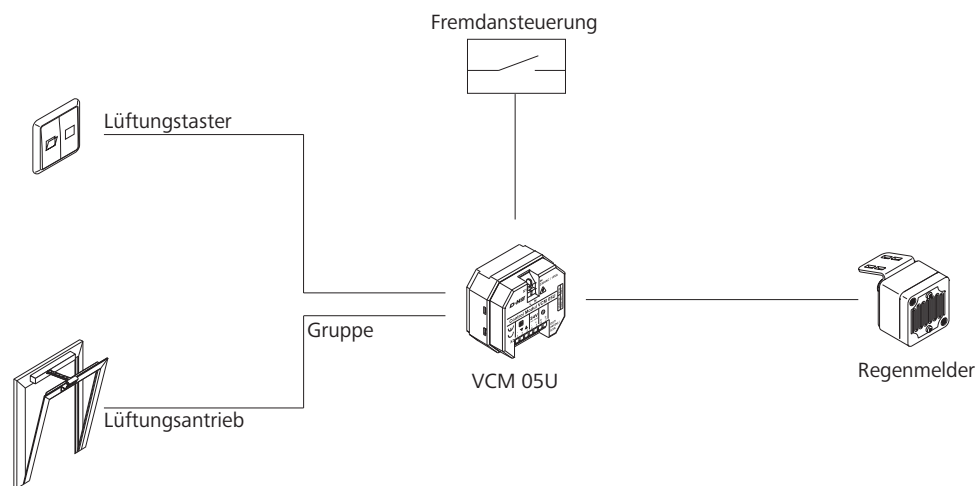 Fremdansteuerung
Lüftungstaster
Gruppe
VCM 05U
Regenmelder
Lüftungsantrieb